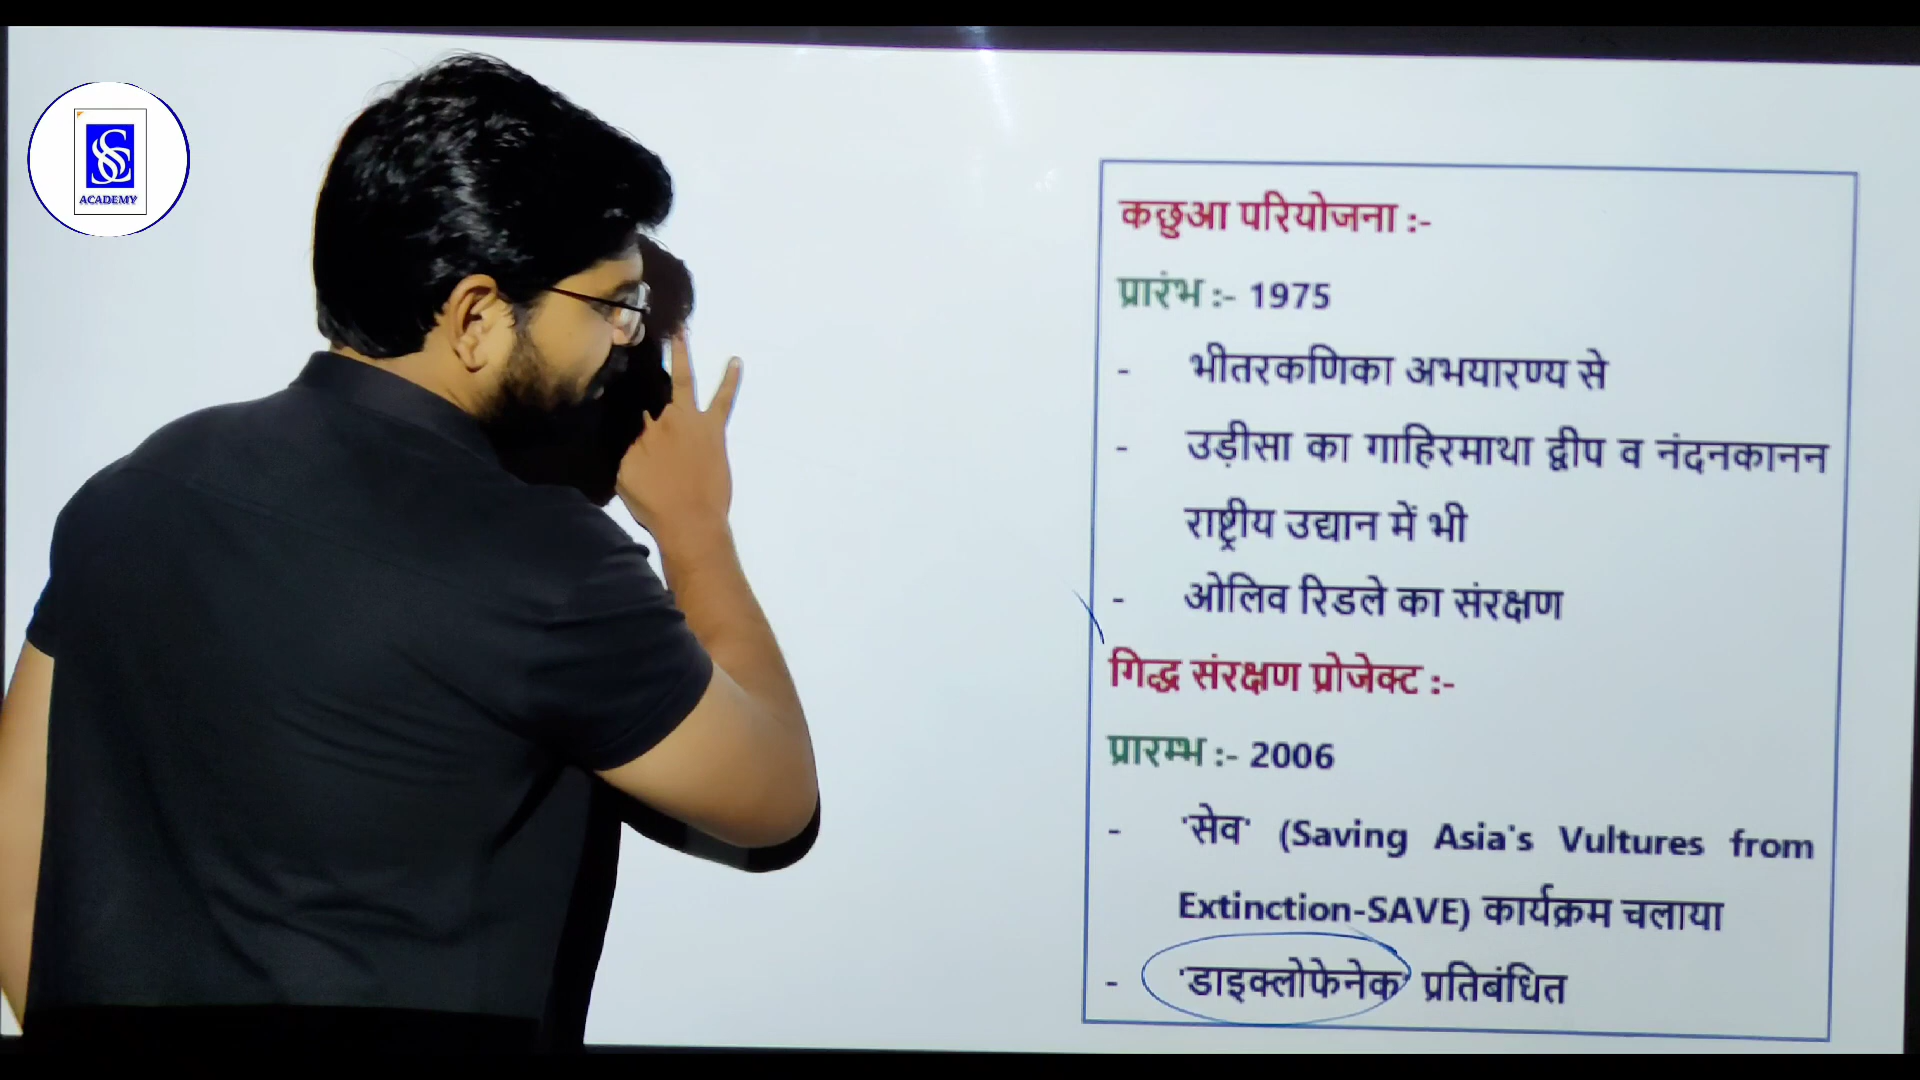 SSC
ACADEMY
कछुआ परियोजना :-
प्रारंभ :- 1975
- भीतरकणिका अभयारण्य से
- उड़ीसा का गाहिरमाथा द्वीप व नंदनकानन
राष्ट्रीय उद्यान में भी
- ओलिव रिडले का संरक्षण
गिद्ध संरक्षण प्रोजेक्ट :-
प्रारम्भ :- 2006
- 'सेव' (Saving Asia's Vultures from
Extinction-SAVE) कार्यक्रम चलाया
- 'डाइक्लोफेनेक' प्रतिबंधित